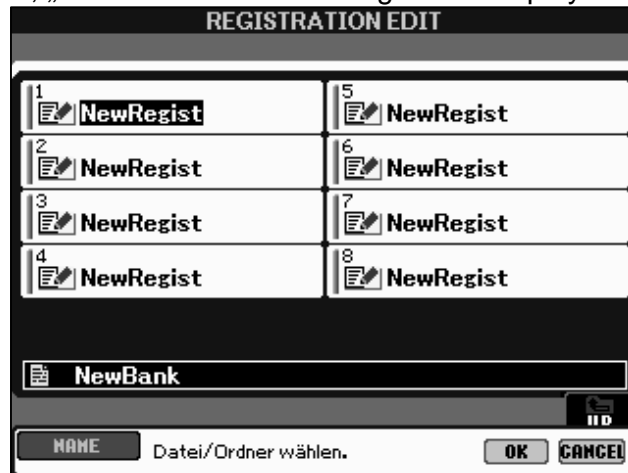 REGISTRATION EDIT
1 NewRegist
5 NewRegist
2 NewRegist
6 NewRegist
3 NewRegist
7 NewRegist
4 NewRegist
8 NewRegist
NewBank
UP
NAME Datei/Ordner wählen. OK CANCEL